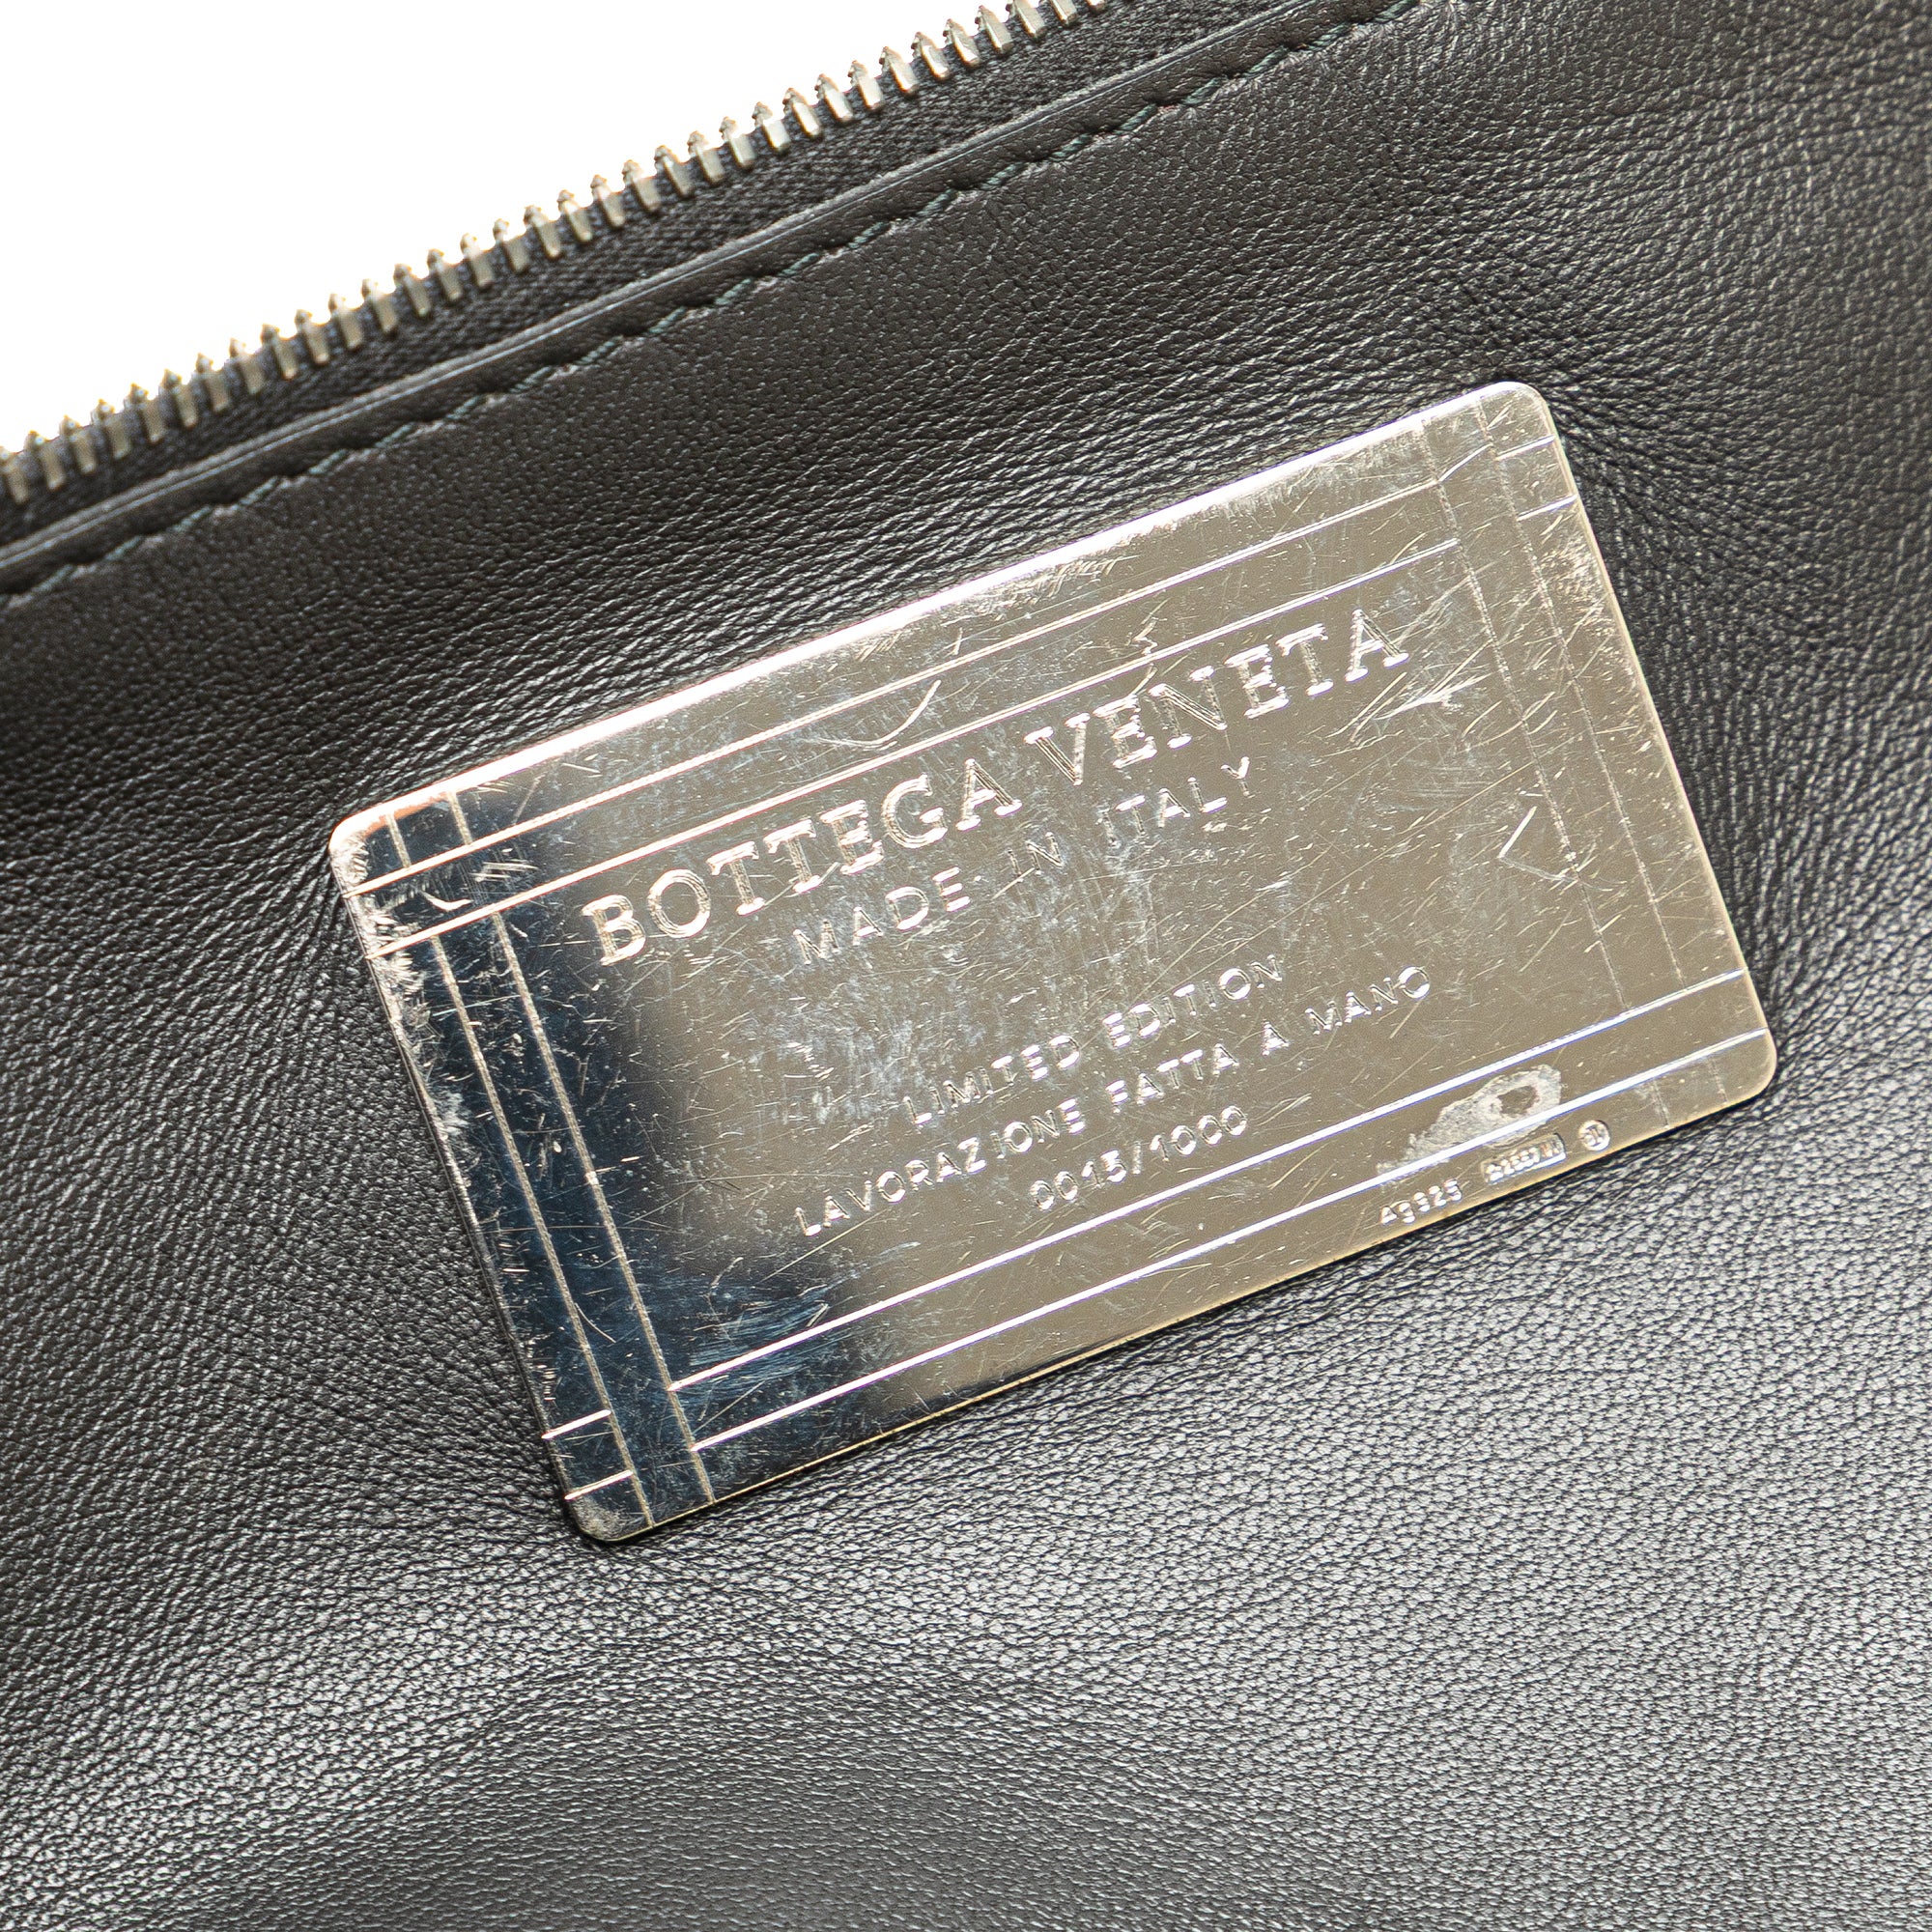 BOTTEGA VENETA
MADE IN ITALY
LIMITED EDITION
LAVORAZIONE FATTA A MANO
0015/1000